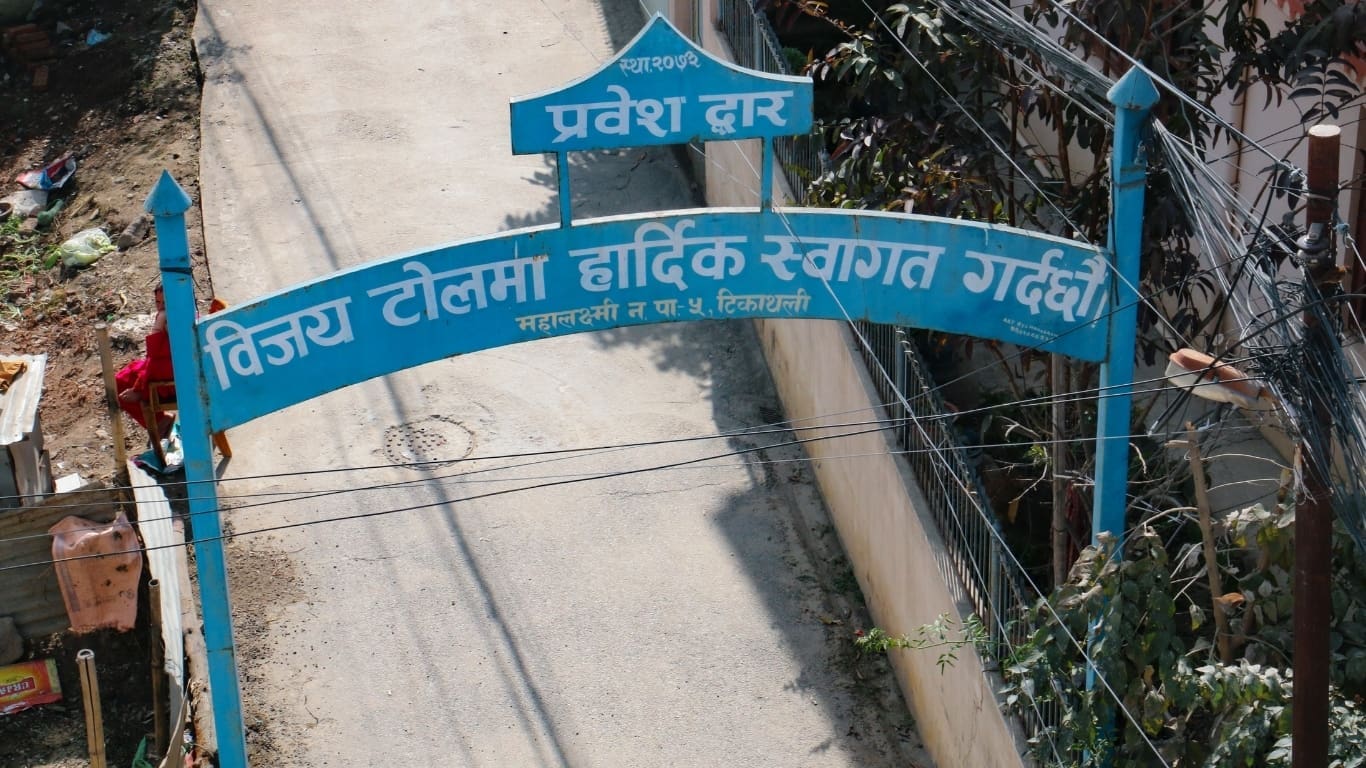 स्था.२०७२
प्रवेश द्वार
विजय टोलमा हार्दिक स्वागत गर्दछौं।
महालक्ष्मी न. पा. ५, टिकाथली